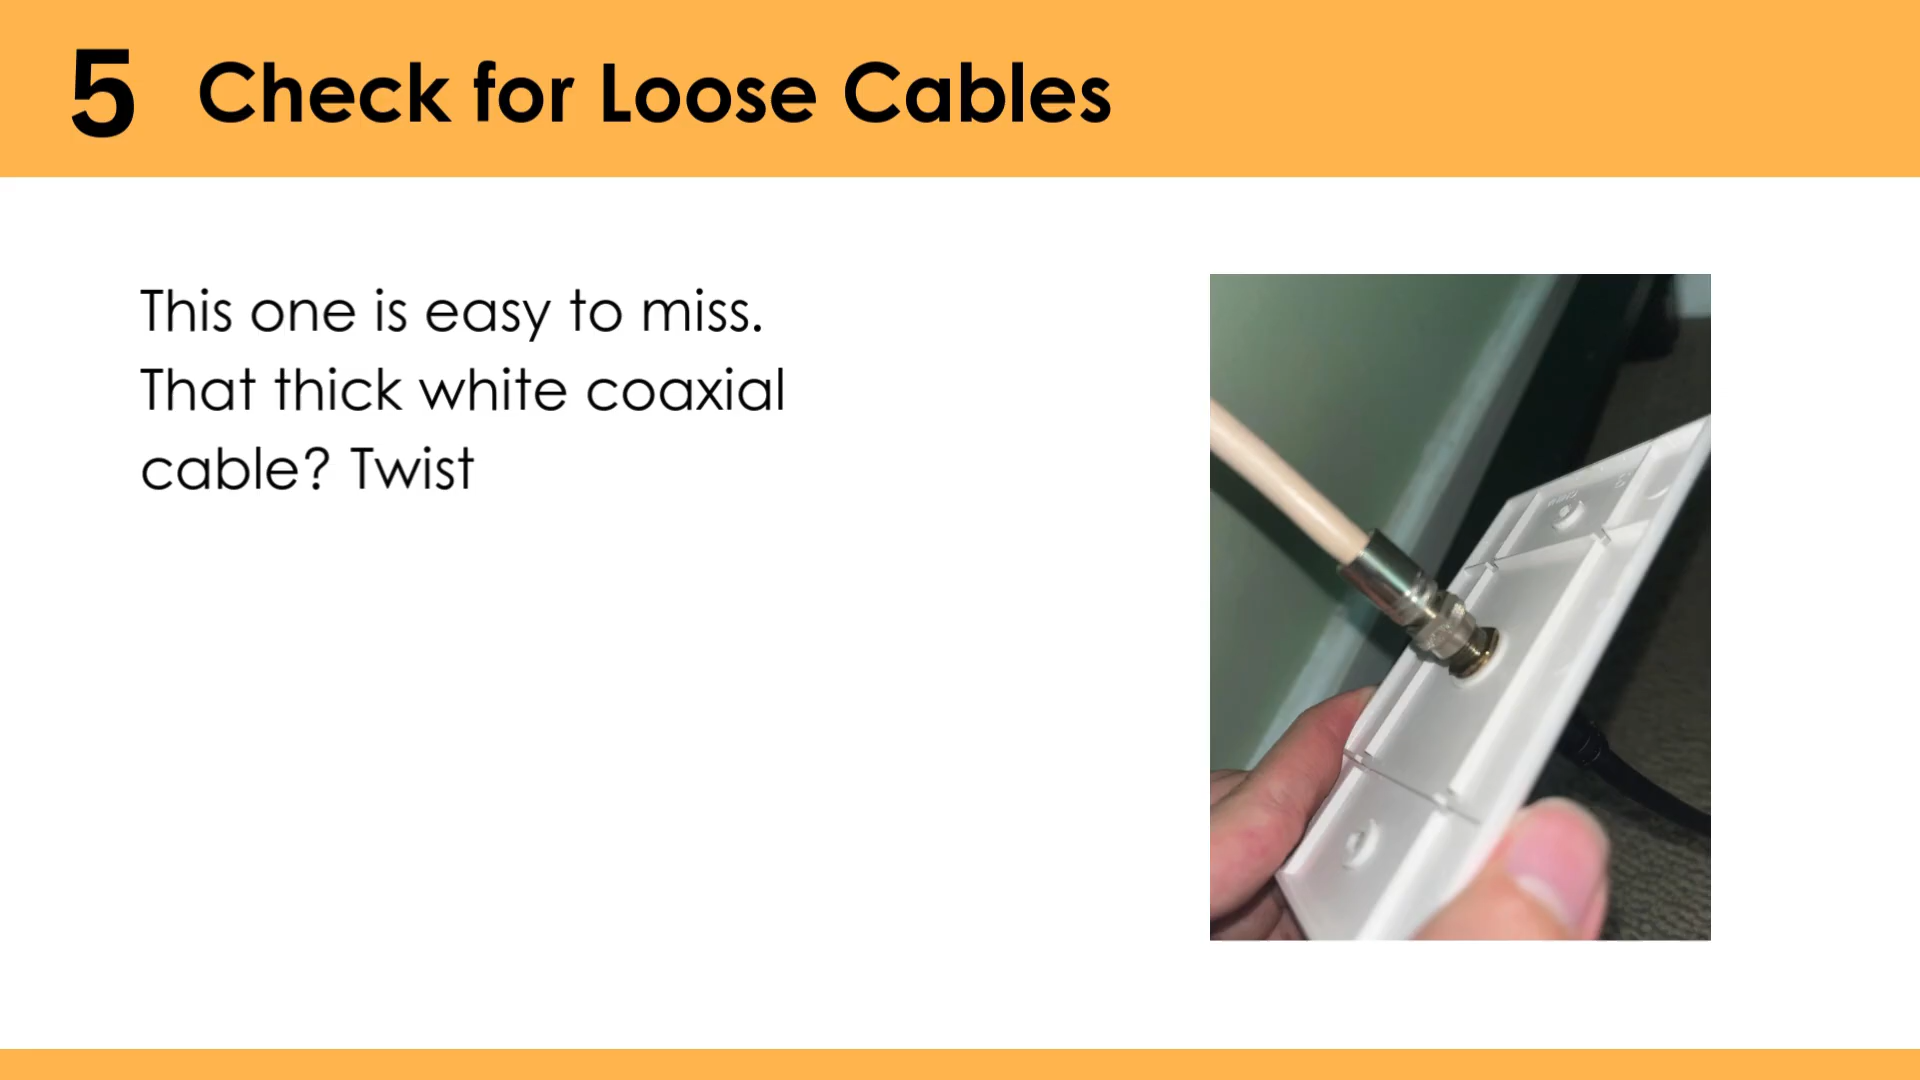 5 Check for Loose Cables
This one is easy to miss.
That thick white coaxial
cable? Twist